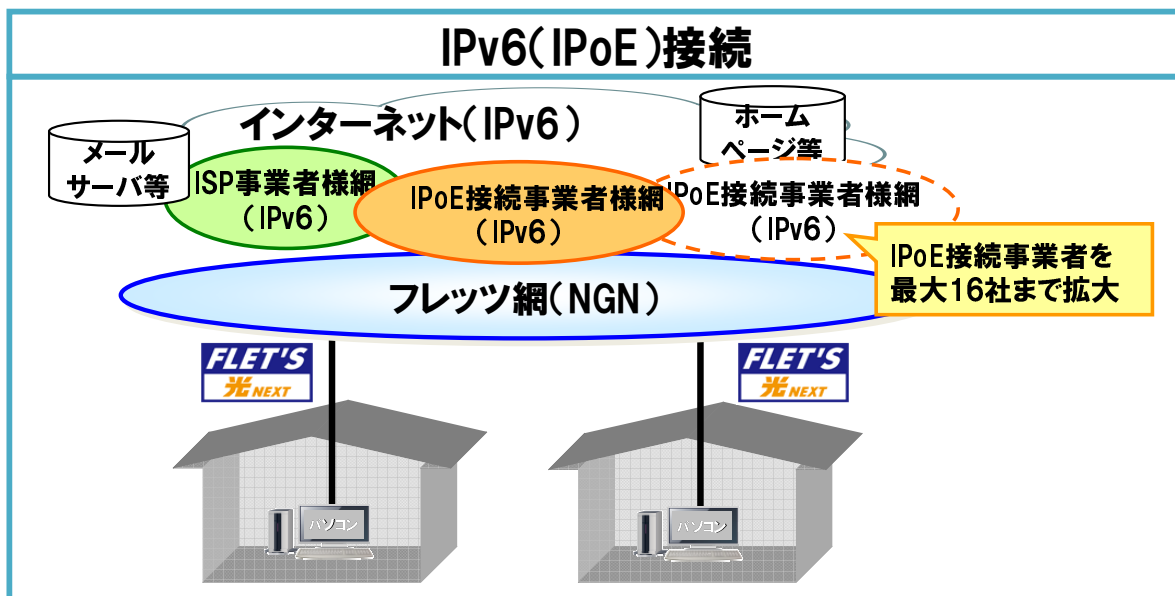 IPv6(IPoE)接続
インターネット(IPv6)
メール
サーバ等
ホーム
ページ等
ISP事業者様網
(IPv6)
IPoE接続事業者様網
(IPv6)
IPoE接続事業者様網
(IPv6)
IPoE接続事業者を
最大16社まで拡大
フレッツ網(NGN)
FLET'S
光NEXT
FLET'S
光NEXT
パソコン
パソコン